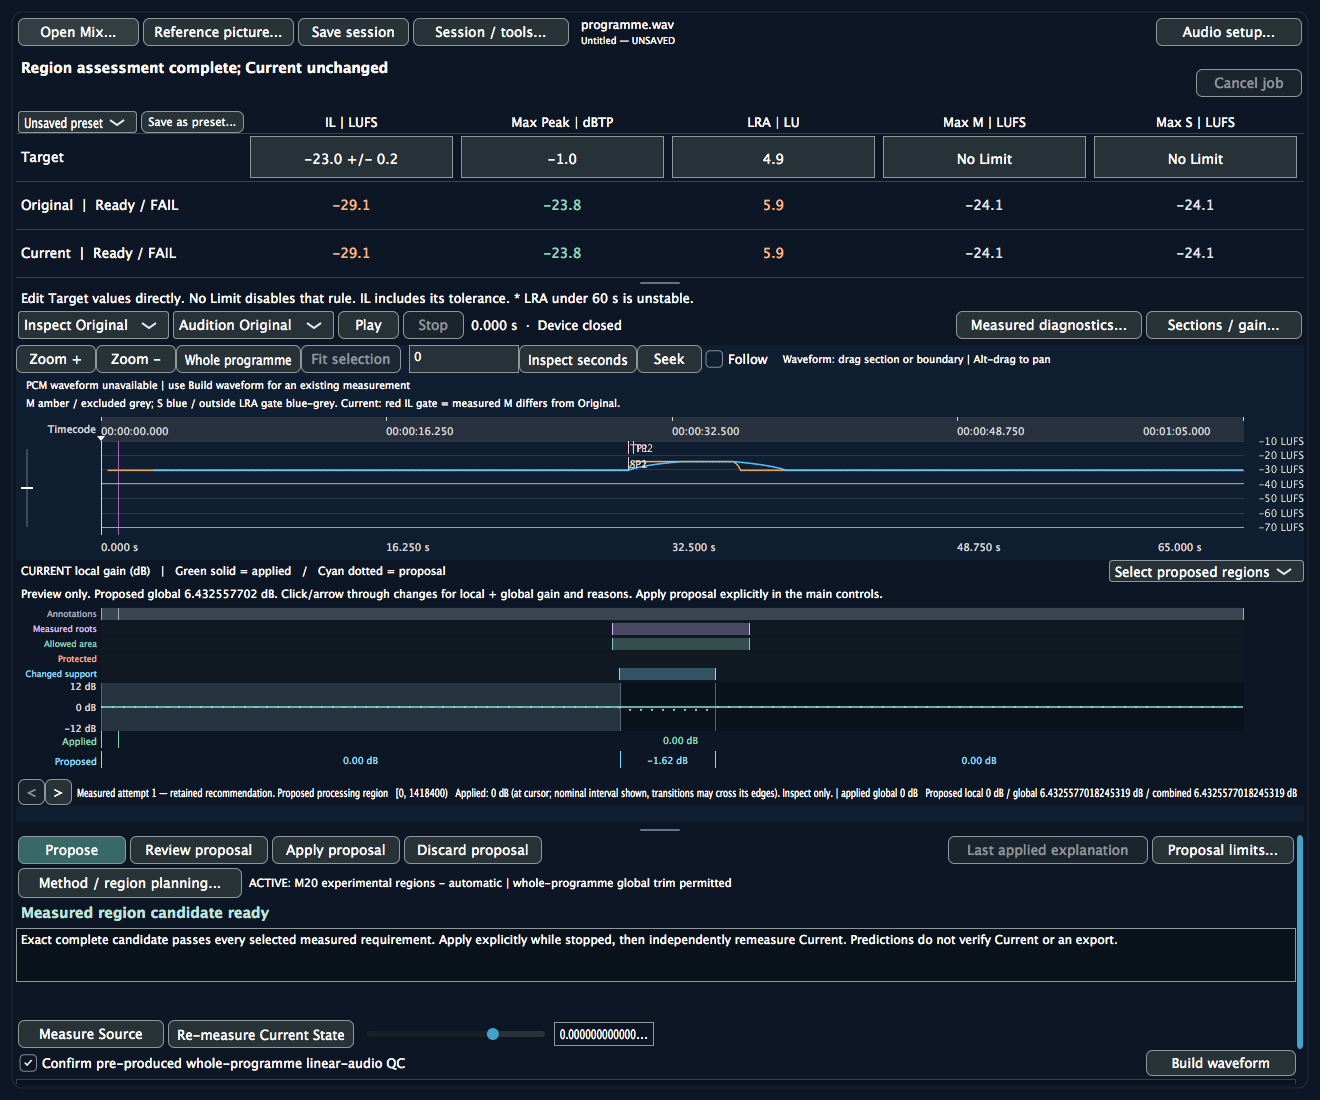 Open Mix... Reference picture... Save session Session / tools... programme.wav Audio setup...
Untitled — UNSAVED
Region assessment complete; Current unchanged
Cancel job
Unsaved preset Save as preset... IL | LUFS Max Peak | dBTP LRA | LU Max M | LUFS Max S | LUFS
Target −23.0 +/− 0.2 −1.0 4.9 No Limit No Limit
Original | Ready / FAIL −29.1 −23.8 5.9 −24.1 −24.1
Current | Ready / FAIL −29.1 −23.8 5.9 −24.1 −24.1
Edit Target values directly. No Limit disables that rule. IL includes its tolerance. * LRA under 60 s is unstable.
Inspect Original Audition Original Play Stop 0.000 s · Device closed Measured diagnostics... Sections / gain...
Zoom + Zoom − Whole programme Fit selection 0 Inspect seconds Seek Follow Waveform: drag section or boundary | Alt-drag to pan
PCM waveform unavailable | use Build waveform for an existing measurement
M amber / excluded grey; S blue / outside LRA gate blue-grey. Current: red IL gate = measured M differs from Original.
Timecode 00:00:00.000 00:00:16.250 00:00:32.500 00:00:48.750 00:01:05.000
−10 LUFS
−20 LUFS
−30 LUFS
−40 LUFS
−50 LUFS
−60 LUFS
−70 LUFS
0.000 s 16.250 s 32.500 s 48.750 s 65.000 s
CURRENT local gain (dB) | Green solid = applied / Cyan dotted = proposal Select proposed regions
Preview only. Proposed global 6.432557702 dB. Click/arrow through changes for local + global gain and reasons. Apply proposal explicitly in the main controls.
Annotations
Measured roots
Allowed area
Protected
Changed support
12 dB
0 dB
−12 dB
Applied 0.00 dB
Proposed 0.00 dB −1.62 dB 0.00 dB
< > Measured attempt 1 — retained recommendation. Proposed processing region [0, 1418400) Applied: 0 dB (at cursor; nominal interval shown, transitions may cross its edges). Inspect only. | applied global 0 dB Proposed local 0 dB / global 6.4325577018245319 dB / combined 6.4325577018245319 dB
Propose Review proposal Apply proposal Discard proposal Last applied explanation Proposal limits...
Method / region planning... ACTIVE: M20 experimental regions − automatic | whole-programme global trim permitted
Measured region candidate ready
Exact complete candidate passes every selected measured requirement. Apply explicitly while stopped, then independently remeasure Current. Predictions do not verify Current or an export.
Measure Source Re-measure Current State 0.000000000000...
Confirm pre-produced whole-programme linear-audio QC Build waveform